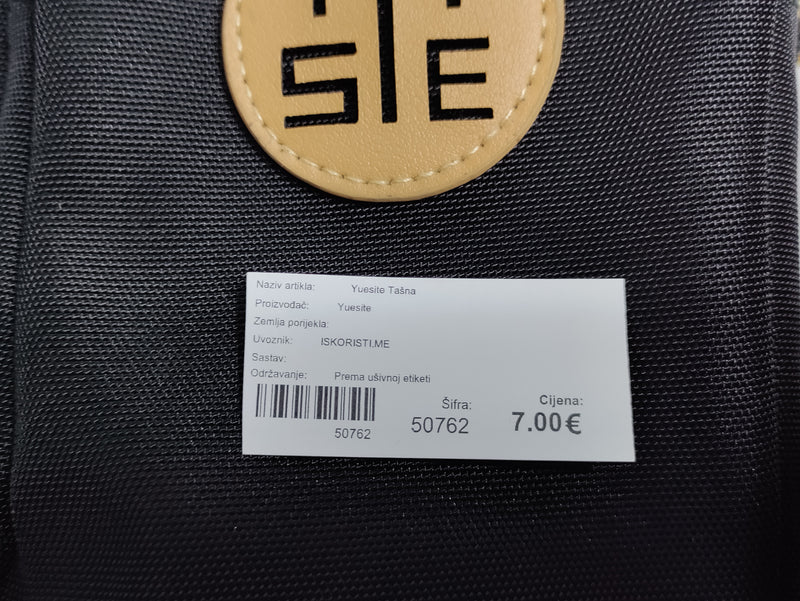 S E
Naziv artikla: Yuesite Tašna
Proizvođač: Yuesite
Zemlja porijekla:
Uvoznik: ISKORISTI.ME
Sastav:
Održavanje: Prema ušivnoj etiketi
50762
Šifra:
50762
Cijena:
7.00€